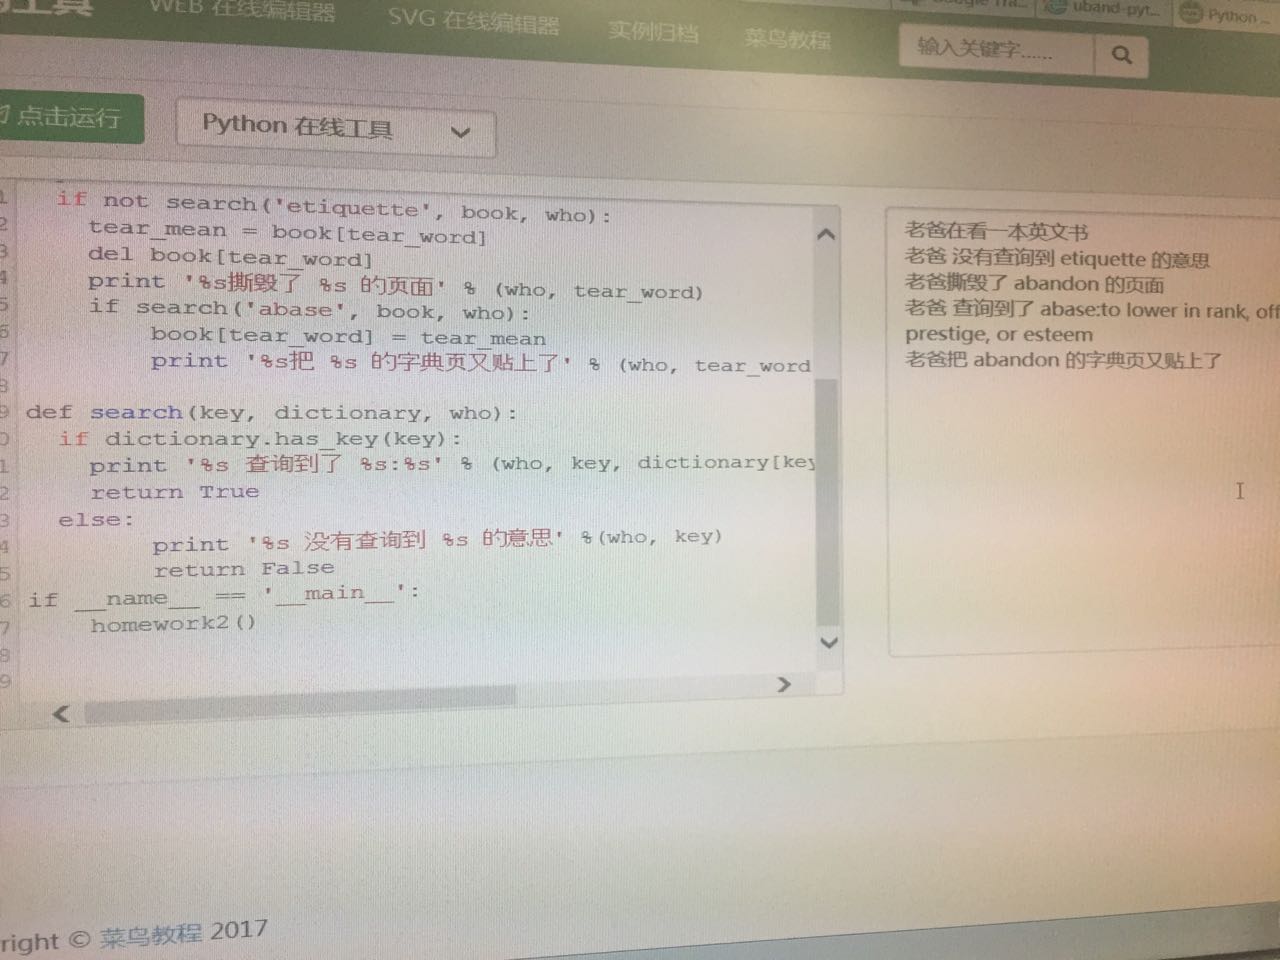 工具
WEB 在线编辑器
SVG 在线编辑器
实例归档
菜鸟教程
uband-pyt...
Python ...
输入关键字......
点击运行
Python 在线工具
if not search('etiquette', book, who):
tear_mean = book[tear_word]
del book[tear_word]
print '%s撕毁了 %s 的页面' % (who, tear_word)
if search('abase', book, who):
book[tear_word] = tear_mean
print '%s把 %s 的字典页又贴上了' % (who, tear_word
def search(key, dictionary, who):
if dictionary.has_key(key):
print '%s 查询到了 %s:%s' % (who, key, dictionary[key
return True
else:
print '%s 没有查询到 %s 的意思' %(who, key)
return False
if __name__ == '__main__':
homework2()
老爸在看一本英文书
老爸 没有查询到 etiquette 的意思
老爸撕毁了 abandon 的页面
老爸 查询到了 abase:to lower in rank, off
prestige, or esteem
老爸把 abandon 的字典页又贴上了
right © 菜鸟教程 2017